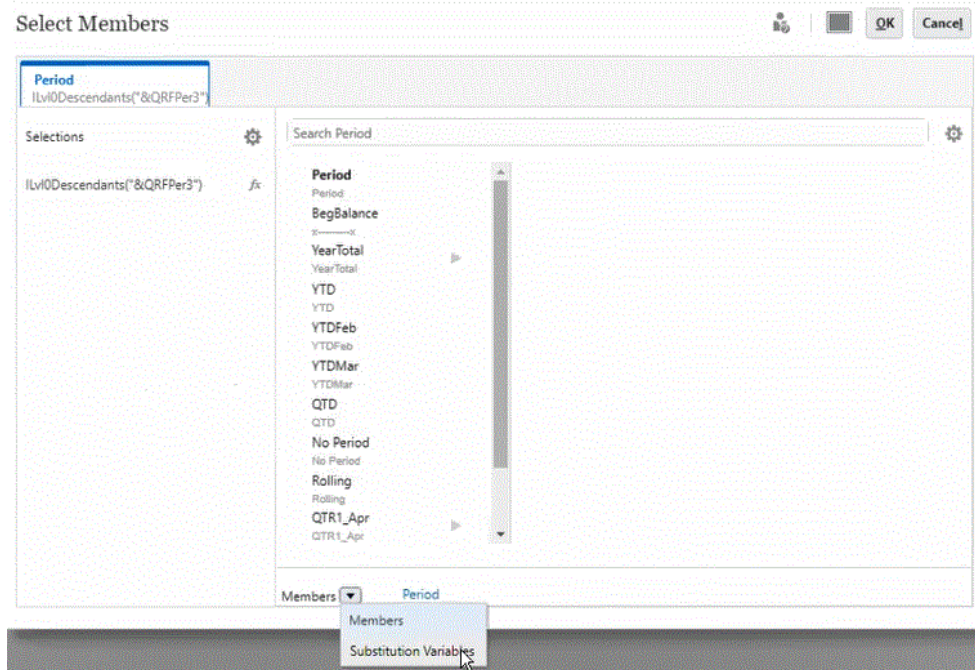 Select Members
OK
Cancel
Period
ILvl0Descendants("&QRFPer3")
Selections
Search Period
ILvl0Descendants("&QRFPer3")
fx
Period
Period
BegBalance
x---------x
YearTotal
YearTotal
YTD
YTD
YTDFeb
YTDFeb
YTDMar
YTDMar
QTD
QTD
No Period
No Period
Rolling
Rolling
QTR1_Apr
QTR1_Apr
Members
Period
Members
Substitution Variables